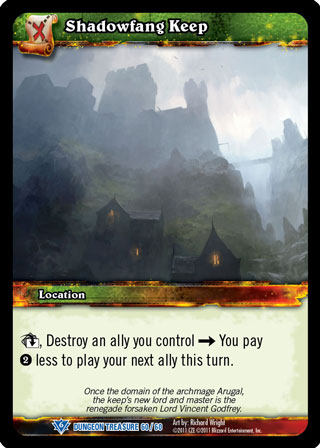 Shadowfang Keep
Location
, Destroy an ally you control ➞ You pay
2 less to play your next ally this turn.
Once the domain of the archmage Arugal,
the keep's new lord and master is the
renegade forsaken Lord Vincent Godfrey.
DUNGEON TREASURE 60/60
Art by: Richard Wright
©2011 CZE ©2011 Blizzard Entertainment, Inc.